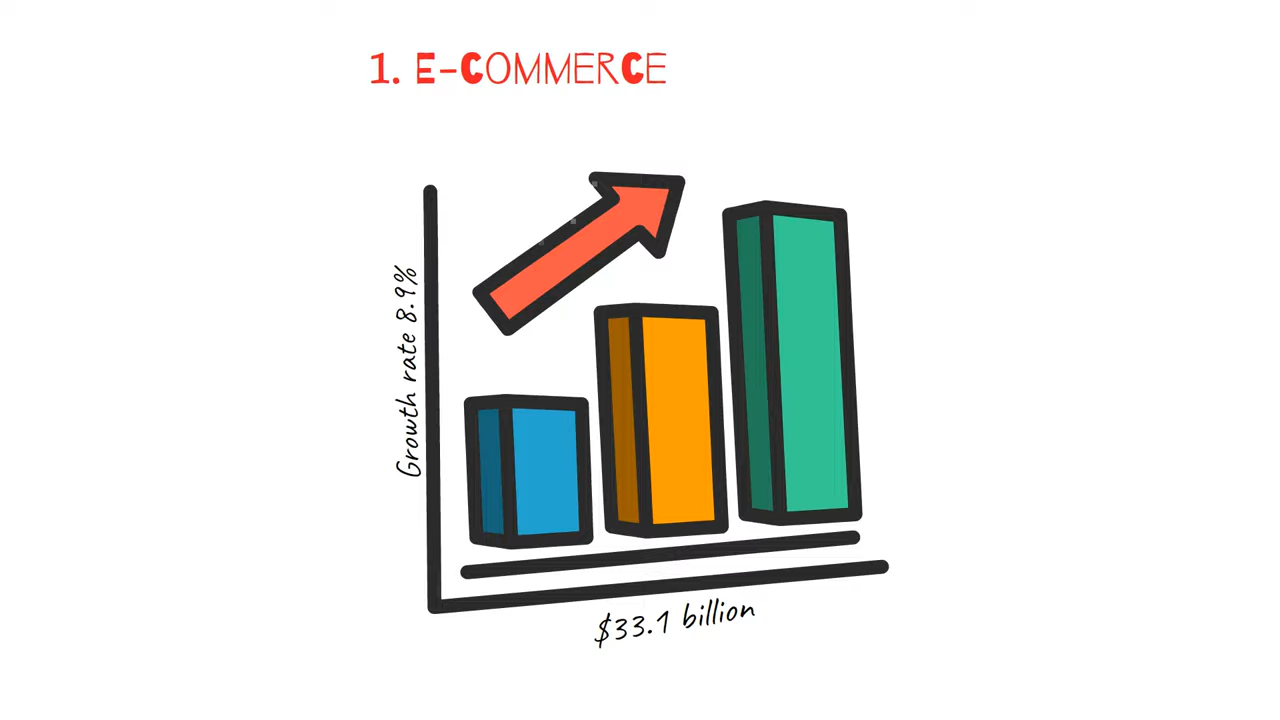 1. E-COMMERCE
Growth rate 8.9%
$33.1 billion